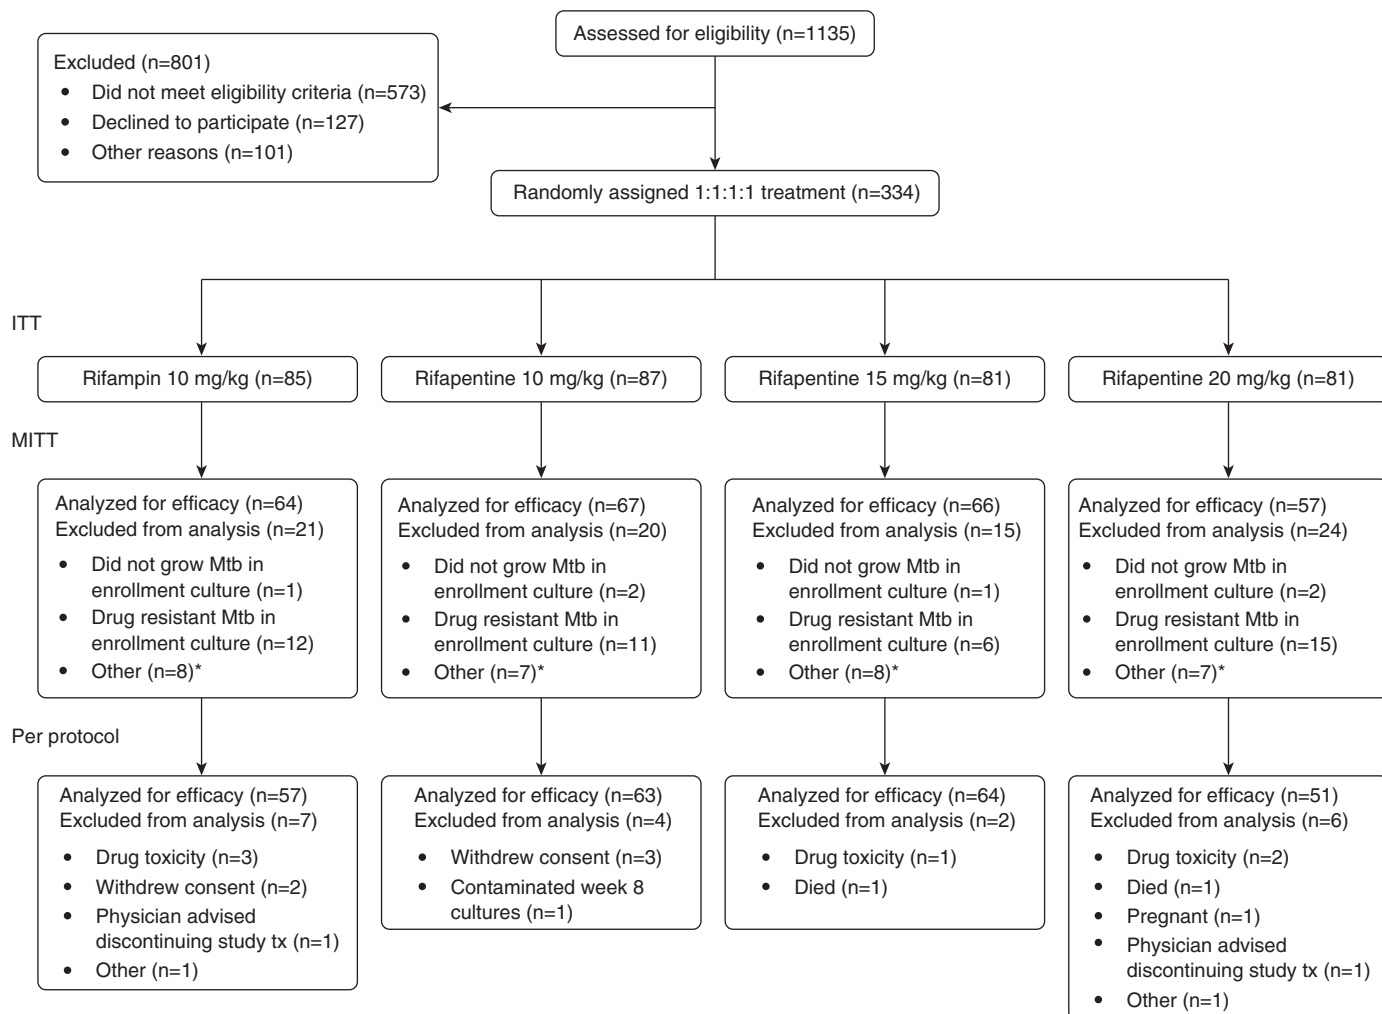 Assessed for eligibility (n=1135)
Excluded (n=801)
• Did not meet eligibility criteria (n=573)
• Declined to participate (n=127)
• Other reasons (n=101)
Randomly assigned 1:1:1:1 treatment (n=334)
ITT
Rifampin 10 mg/kg (n=85)
Rifapentine 10 mg/kg (n=87)
Rifapentine 15 mg/kg (n=81)
Rifapentine 20 mg/kg (n=81)
MITT
Analyzed for efficacy (n=64)
Excluded from analysis (n=21)
• Did not grow Mtb in
enrollment culture (n=1)
• Drug resistant Mtb in
enrollment culture (n=12)
• Other (n=8)*
Analyzed for efficacy (n=67)
Excluded from analysis (n=20)
• Did not grow Mtb in
enrollment culture (n=2)
• Drug resistant Mtb in
enrollment culture (n=11)
• Other (n=7)*
Analyzed for efficacy (n=66)
Excluded from analysis (n=15)
• Did not grow Mtb in
enrollment culture (n=1)
• Drug resistant Mtb in
enrollment culture (n=6)
• Other (n=8)*
Analyzed for efficacy (n=57)
Excluded from analysis (n=24)
• Did not grow Mtb in
enrollment culture (n=2)
• Drug resistant Mtb in
enrollment culture (n=15)
• Other (n=7)*
Per protocol
Analyzed for efficacy (n=57)
Excluded from analysis (n=7)
• Drug toxicity (n=3)
• Withdrew consent (n=2)
• Physician advised
discontinuing study tx (n=1)
• Other (n=1)
Analyzed for efficacy (n=63)
Excluded from analysis (n=4)
• Withdrew consent (n=3)
• Contaminated week 8
cultures (n=1)
Analyzed for efficacy (n=64)
Excluded from analysis (n=2)
• Drug toxicity (n=1)
• Died (n=1)
Analyzed for efficacy (n=51)
Excluded from analysis (n=6)
• Drug toxicity (n=2)
• Died (n=1)
• Pregnant (n=1)
• Physician advised
discontinuing study tx (n=1)
• Other (n=1)